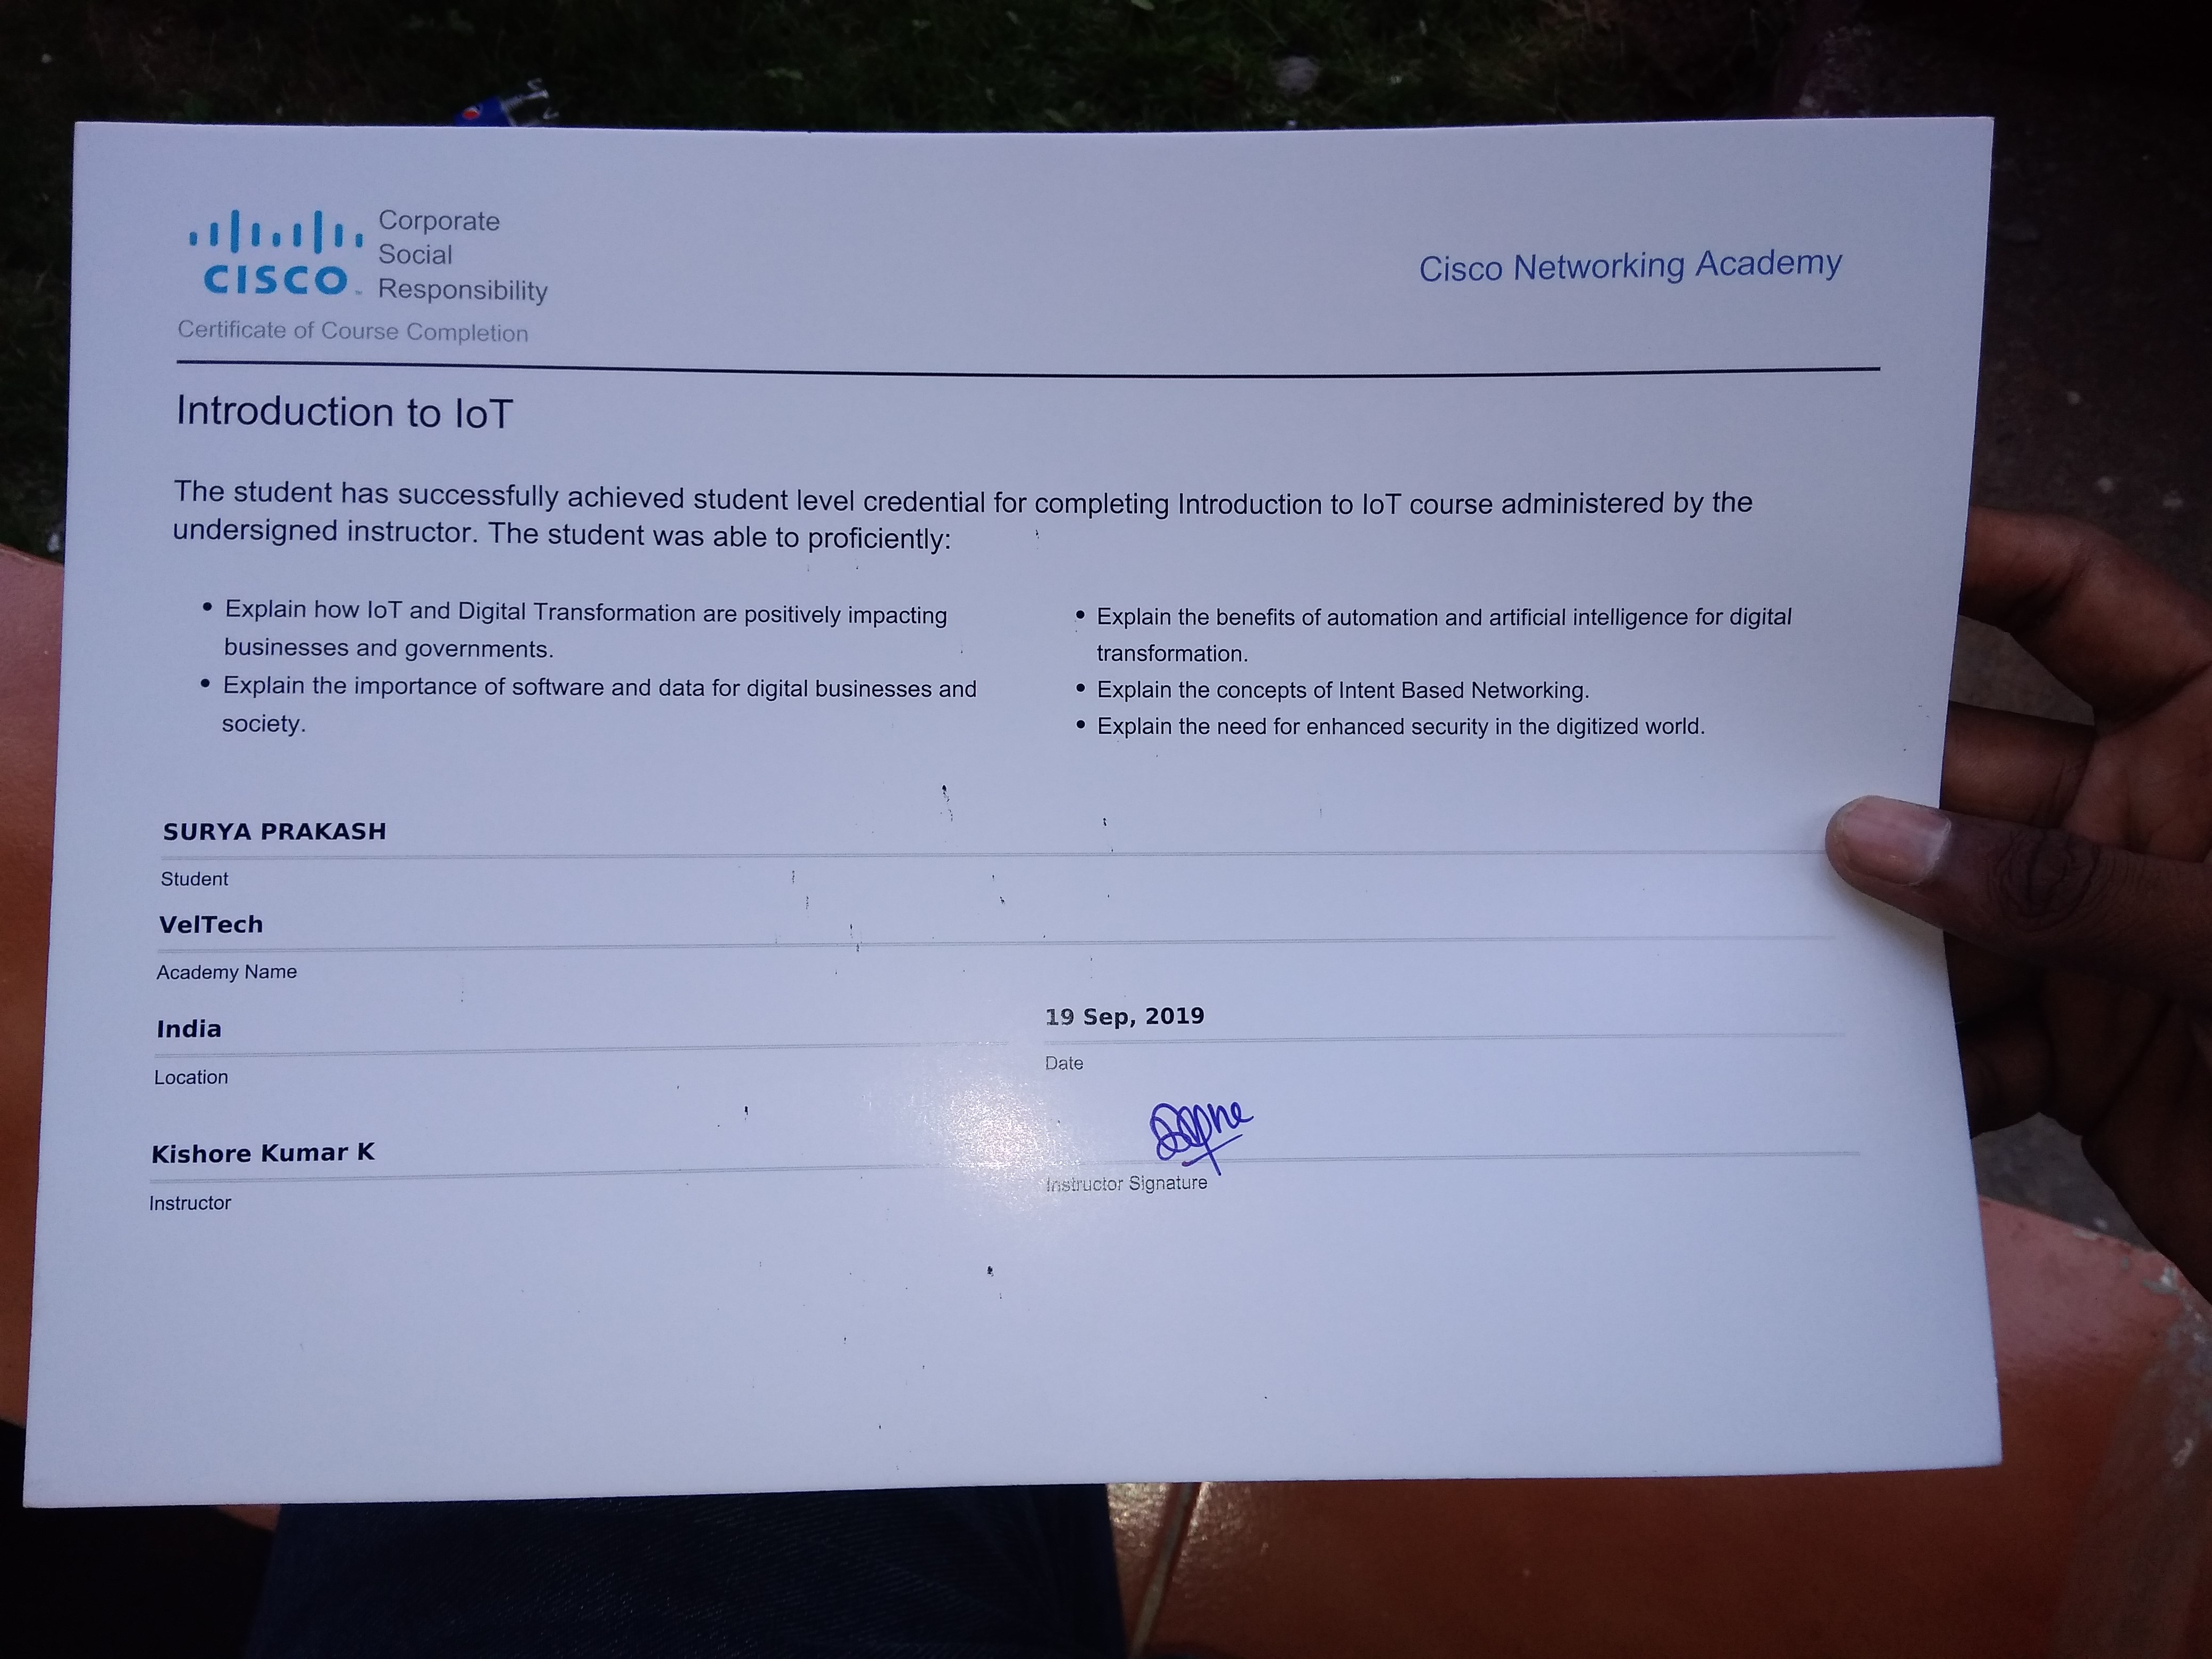 Corporate
Social
Responsibility
CISCO
Cisco Networking Academy
Certificate of Course Completion
Introduction to IoT
The student has successfully achieved student level credential for completing Introduction to IoT course administered by the
undersigned instructor. The student was able to proficiently:
• Explain how IoT and Digital Transformation are positively impacting
businesses and governments.
• Explain the importance of software and data for digital businesses and
society.
• Explain the benefits of automation and artificial intelligence for digital
transformation.
• Explain the concepts of Intent Based Networking.
• Explain the need for enhanced security in the digitized world.
SURYA PRAKASH
Student
VelTech
Academy Name
India
Location
19 Sep, 2019
Date
Kishore Kumar K
Instructor
Instructor Signature